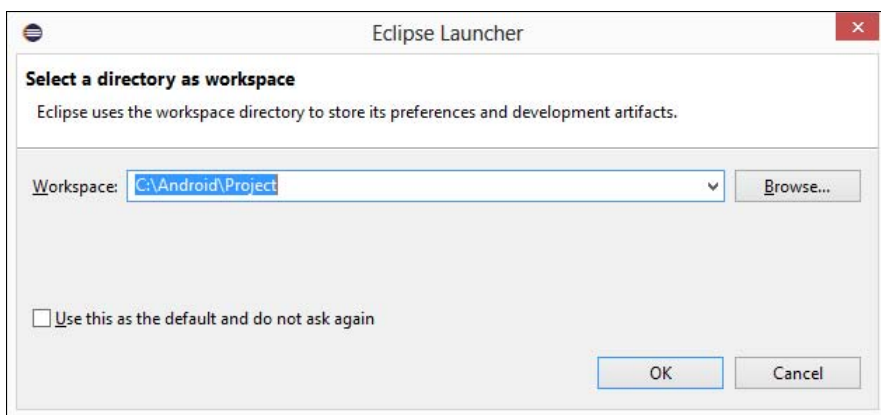 Eclipse Launcher
Select a directory as workspace
Eclipse uses the workspace directory to store its preferences and development artifacts.
Workspace: C:\Android\Project Browse...
Use this as the default and do not ask again
OK Cancel